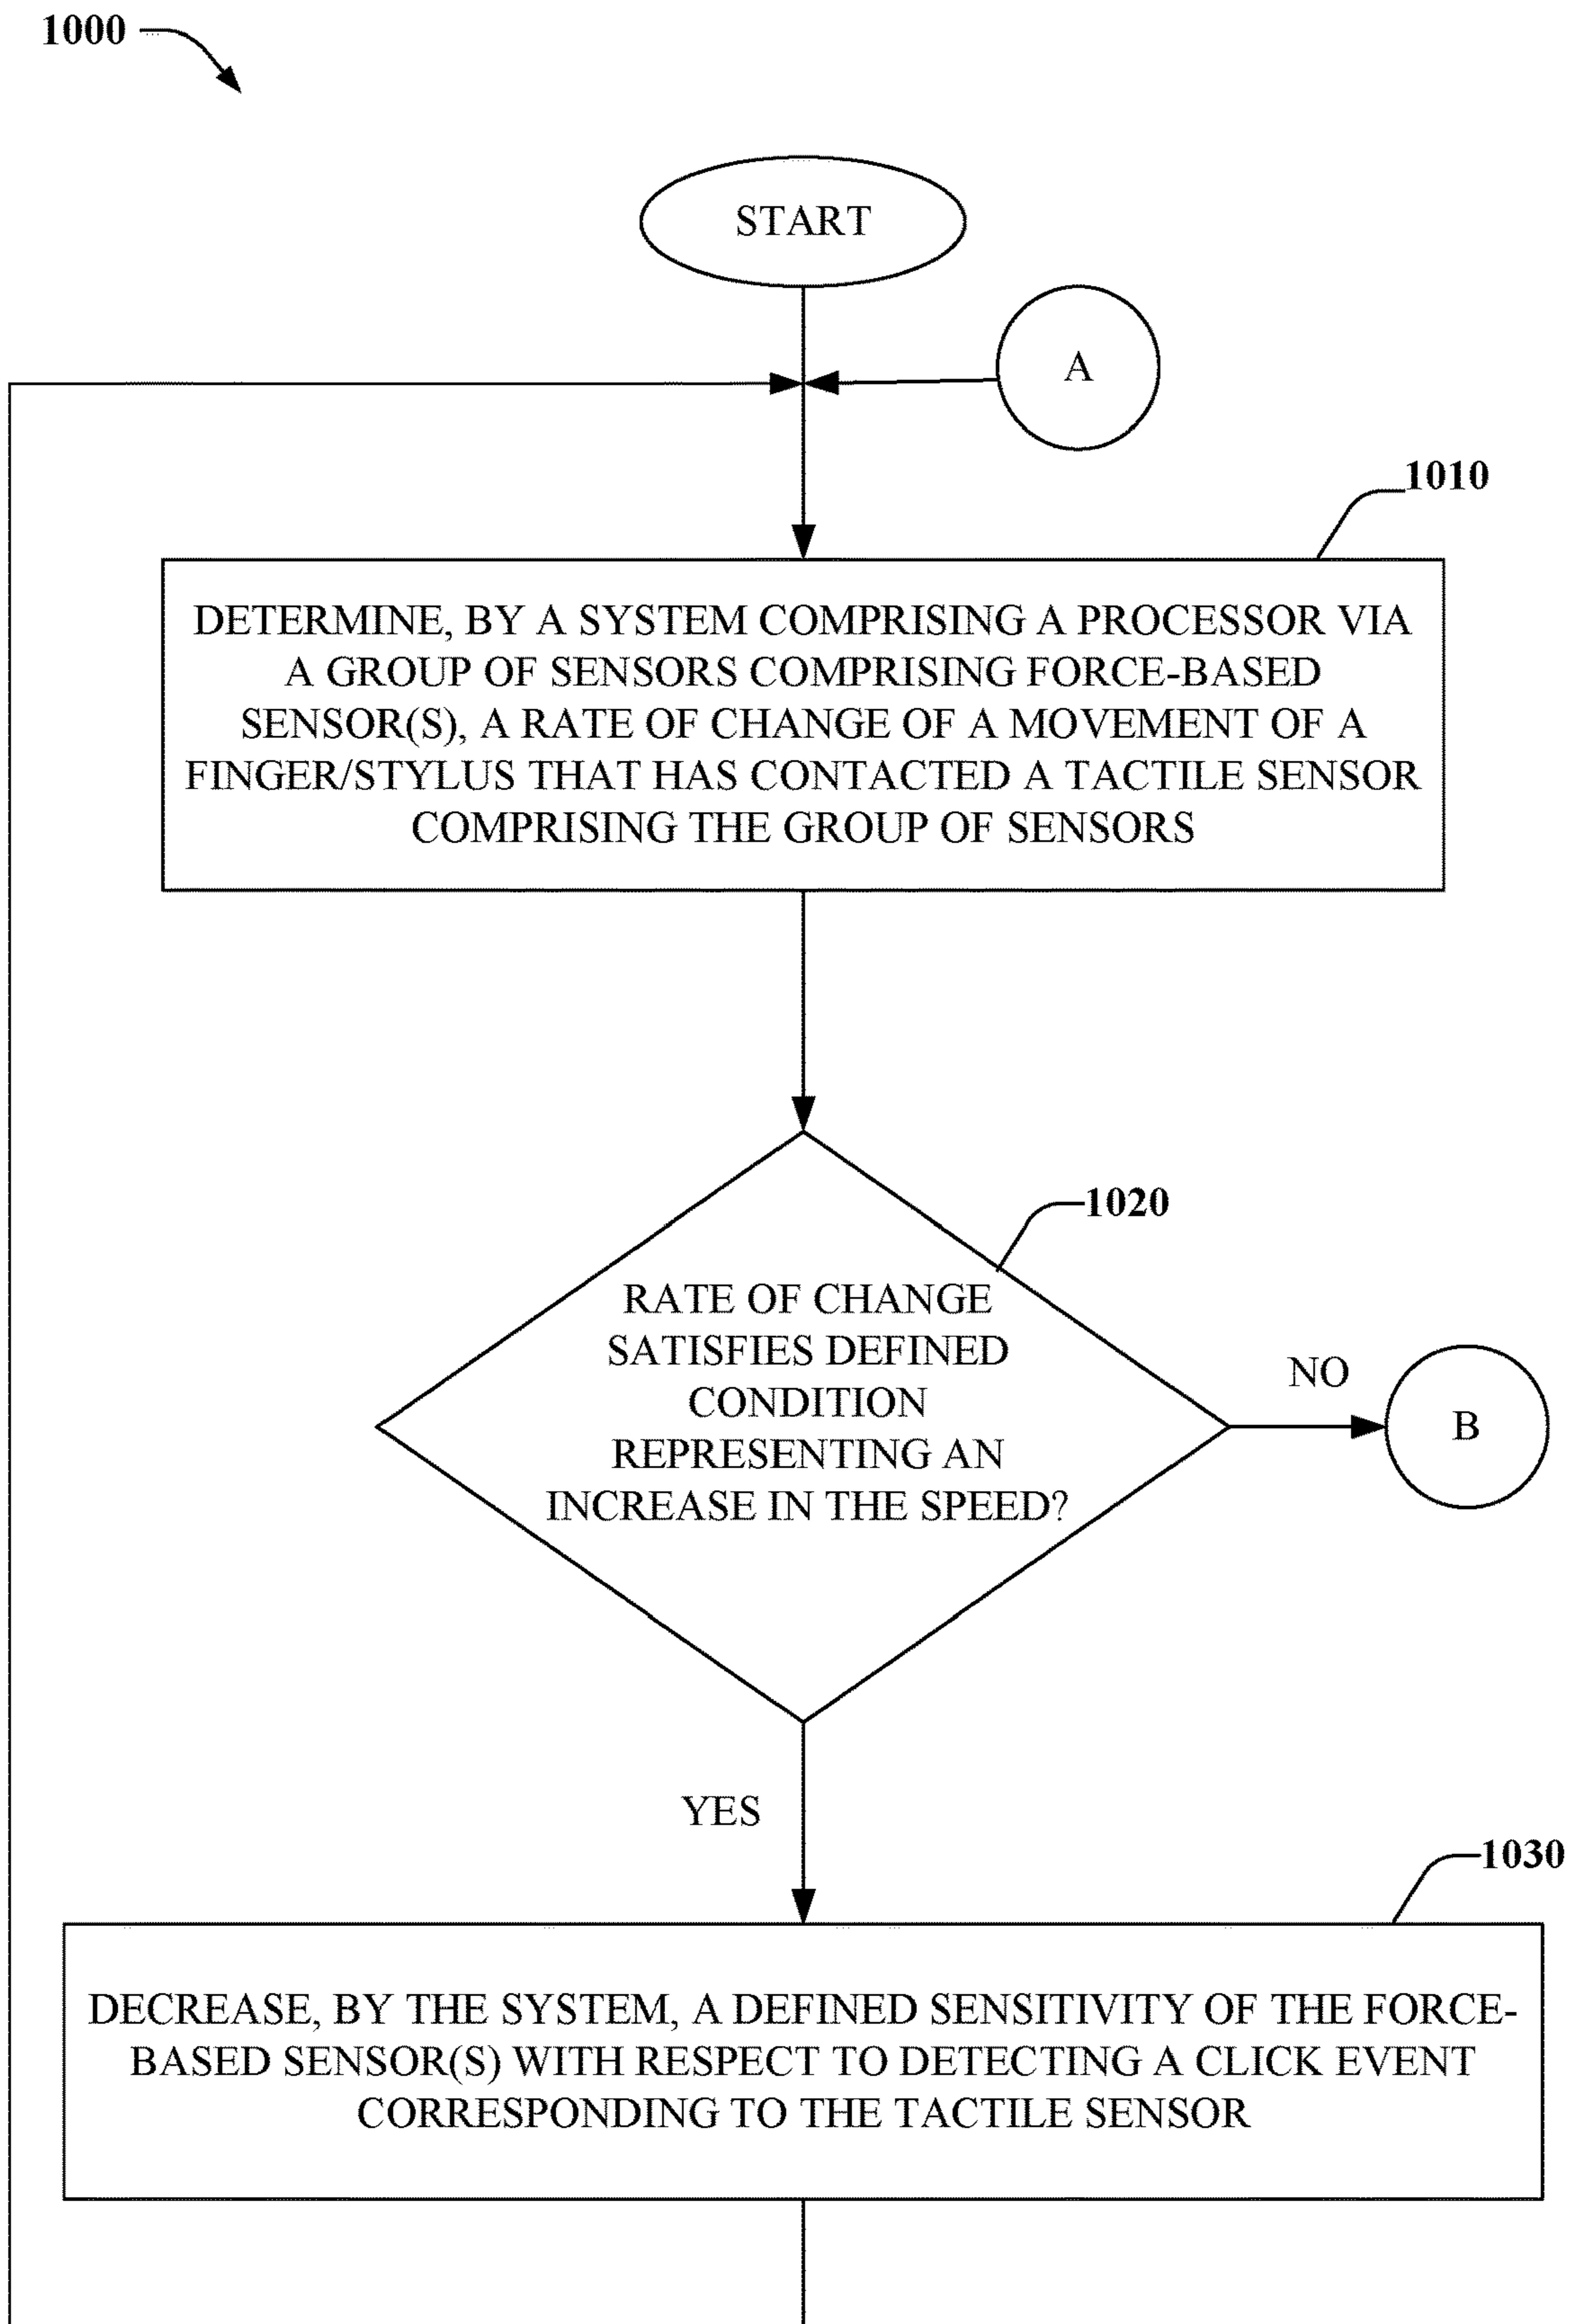 1000
START
A
1010
DETERMINE, BY A SYSTEM COMPRISING A PROCESSOR VIA
A GROUP OF SENSORS COMPRISING FORCE-BASED
SENSOR(S), A RATE OF CHANGE OF A MOVEMENT OF A
FINGER/STYLUS THAT HAS CONTACTED A TACTILE SENSOR
COMPRISING THE GROUP OF SENSORS
1020
RATE OF CHANGE
SATISFIES DEFINED
CONDITION
REPRESENTING AN
INCREASE IN THE SPEED?
NO
B
YES
1030
DECREASE, BY THE SYSTEM, A DEFINED SENSITIVITY OF THE FORCE-
BASED SENSOR(S) WITH RESPECT TO DETECTING A CLICK EVENT
CORRESPONDING TO THE TACTILE SENSOR